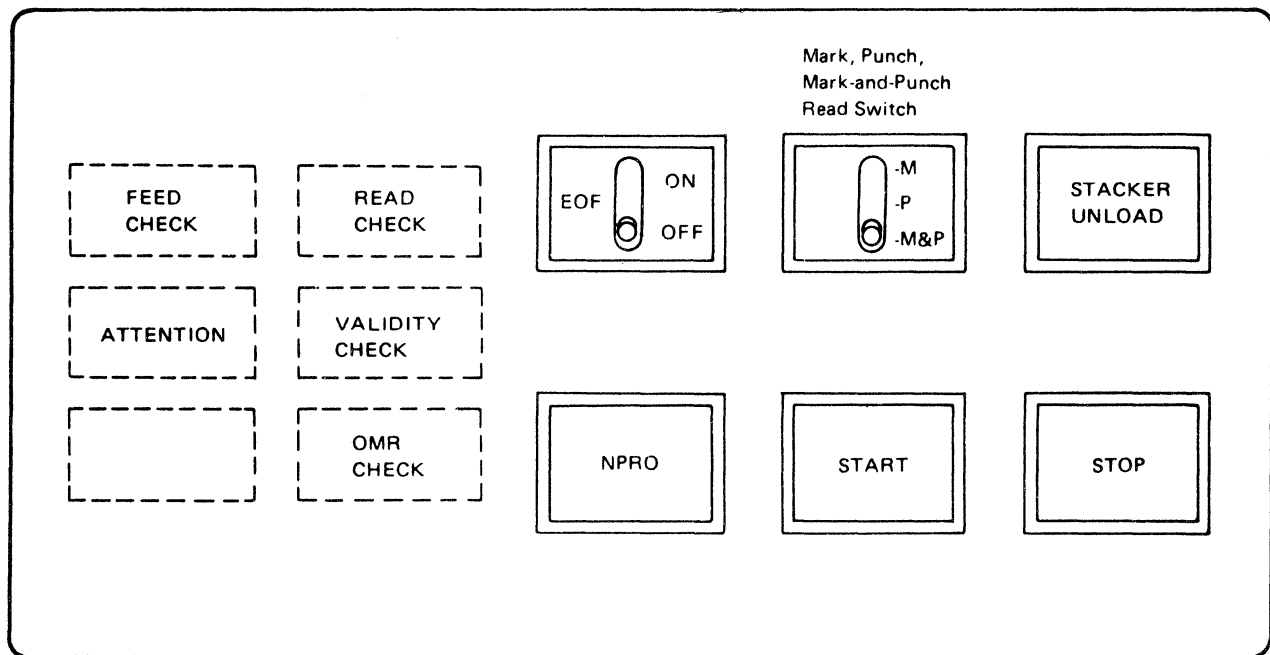 Mark, Punch,
Mark-and-Punch
Read Switch
FEED
CHECK
READ
CHECK
EOF
ON
OFF
-M
-P
-M&P
STACKER
UNLOAD
ATTENTION
VALIDITY
CHECK
OMR
CHECK
NPRO
START
STOP